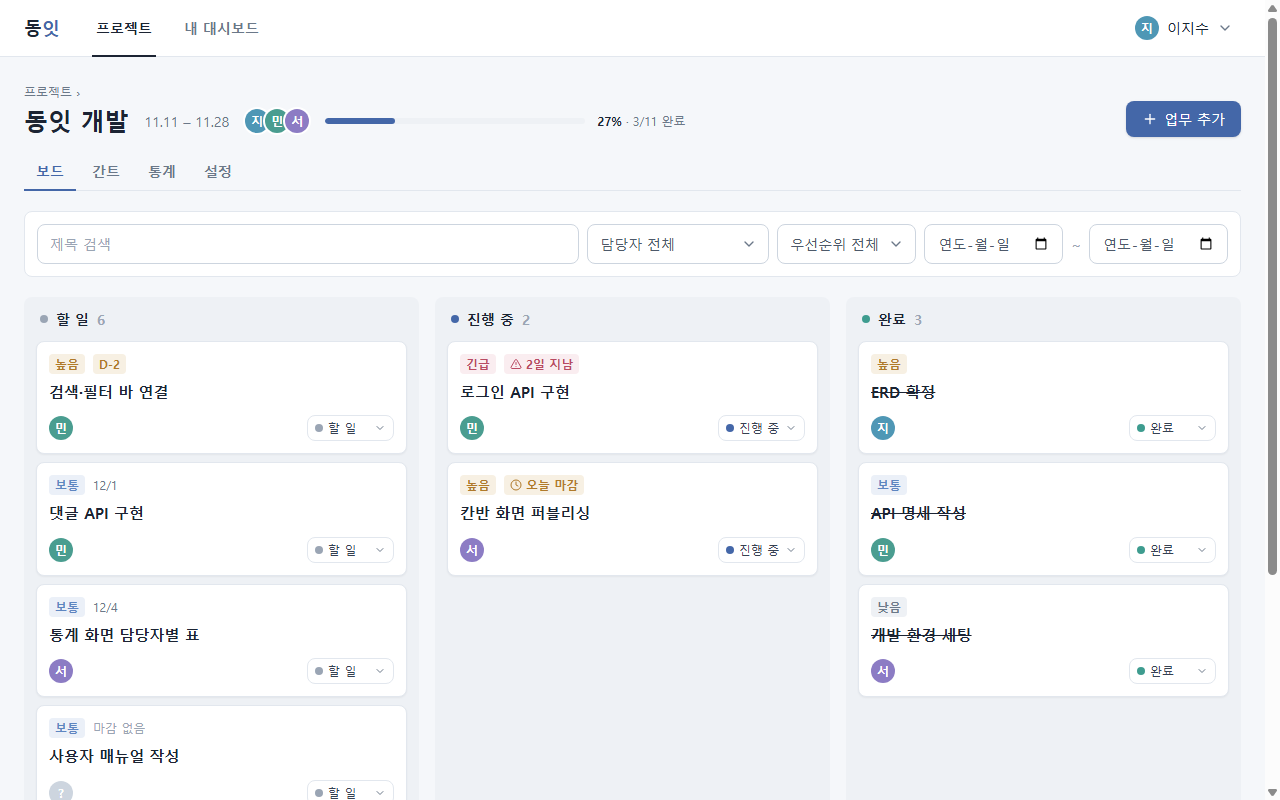 동잇 프로젝트 내 대시보드 지 이지수
프로젝트 ›
동잇 개발 11.11 – 11.28 지 민 서 27% · 3/11 완료 + 업무 추가
보드 간트 통계 설정
제목 검색 담당자 전체 우선순위 전체 연도-월-일 ~ 연도-월-일
할 일 6
높음 D-2
검색·필터 바 연결
민 할 일
보통 12/1
댓글 API 구현
민 할 일
보통 12/4
통계 화면 담당자별 표
서 할 일
보통 마감 없음
사용자 매뉴얼 작성
? 할 일
진행 중 2
긴급 2일 지남
로그인 API 구현
민 진행 중
높음 오늘 마감
칸반 화면 퍼블리싱
서 진행 중
완료 3
높음
ERD 확정
지 완료
보통
API 명세 작성
민 완료
낮음
개발 환경 세팅
서 완료